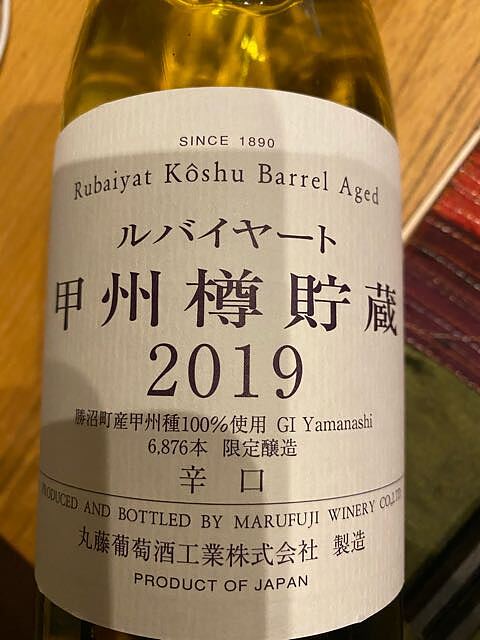 SINCE 1890
Rubaiyat Kôshu Barrel Aged
ルバイヤート
甲州樽貯蔵
2019
勝沼町産甲州種100%使用 GI Yamanashi
6,876本 限定醸造
辛口
PRODUCED AND BOTTLED BY MARUFUJI WINERY CO.,LTD.
丸藤葡萄酒工業株式会社 製造
PRODUCT OF JAPAN